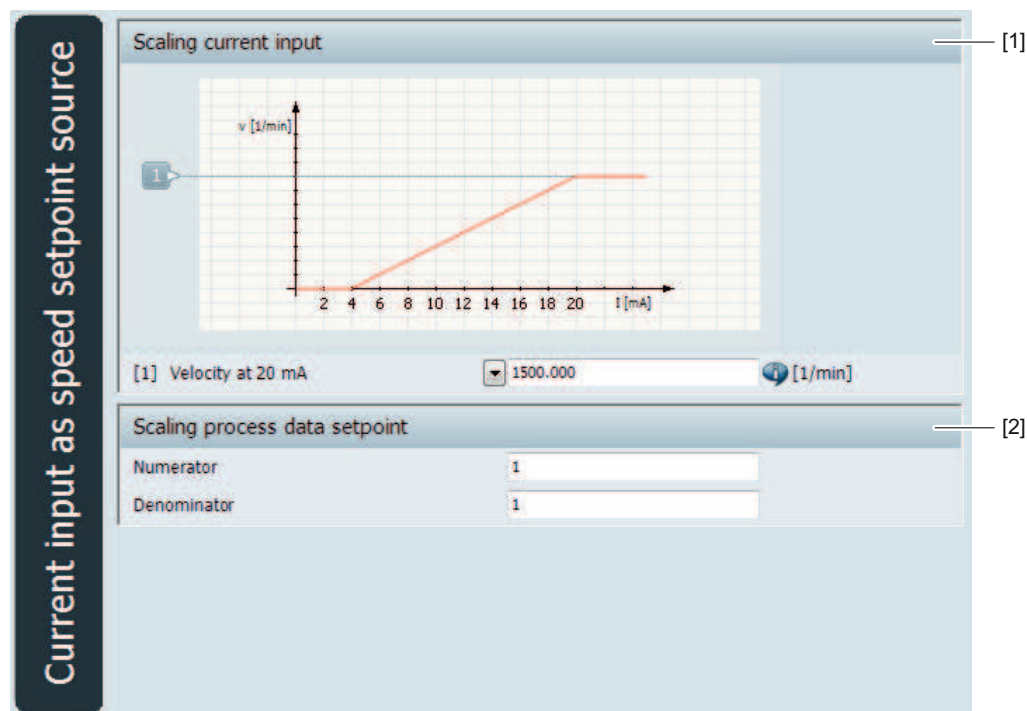 Current input as speed setpoint source
Scaling current input
[1]
v [1/min]
1
2 4 6 8 10 12 14 16 18 20 I [mA]
[1] Velocity at 20 mA 1500.000 [1/min]
Scaling process data setpoint
[2]
Numerator 1
Denominator 1